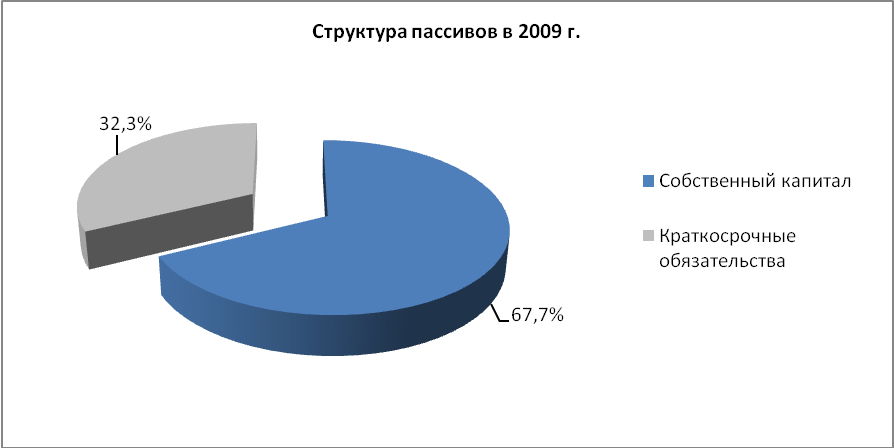 Структура пассивов в 2009 г.
32,3%
Собственный капитал
Краткосрочные
обязательства
67,7%